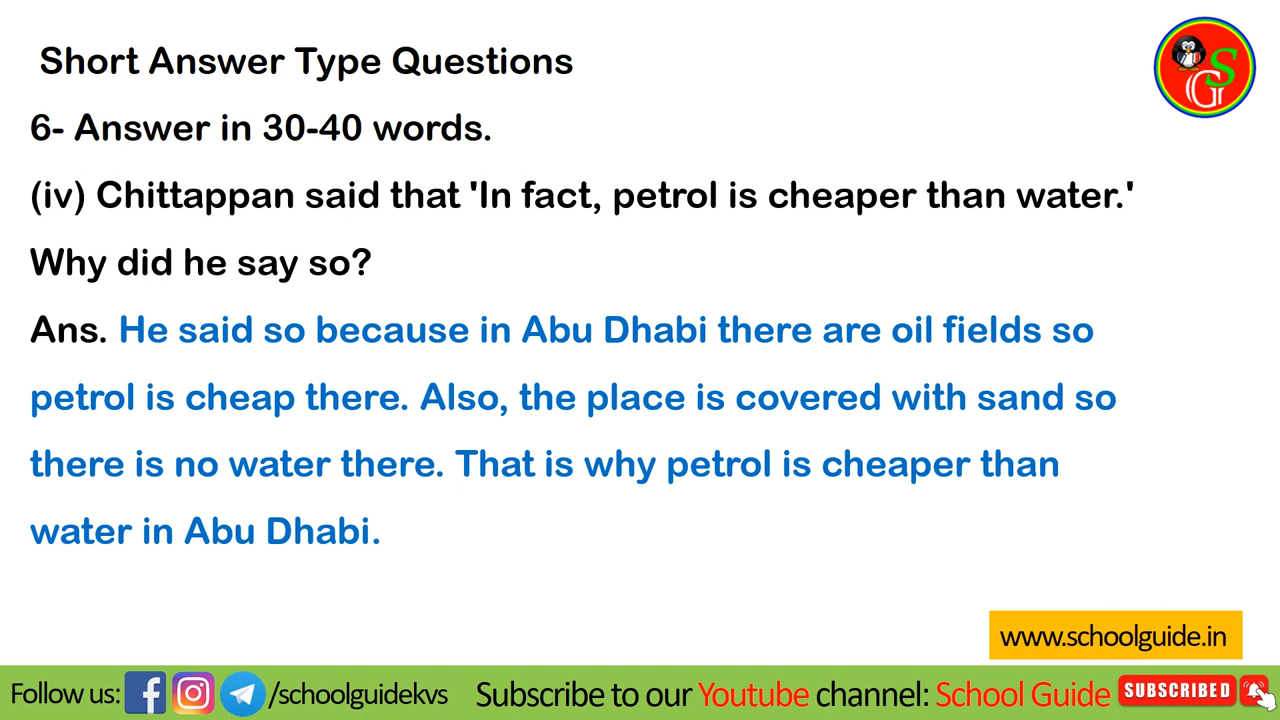 Short Answer Type Questions
SG
6- Answer in 30-40 words.
(iv) Chittappan said that 'In fact, petrol is cheaper than water.'
Why did he say so?
Ans. He said so because in Abu Dhabi there are oil fields so
petrol is cheap there. Also, the place is covered with sand so
there is no water there. That is why petrol is cheaper than
water in Abu Dhabi.
www.schoolguide.in
Follow us: /schoolguidekvs Subscribe to our Youtube channel: School Guide SUBSCRIBED